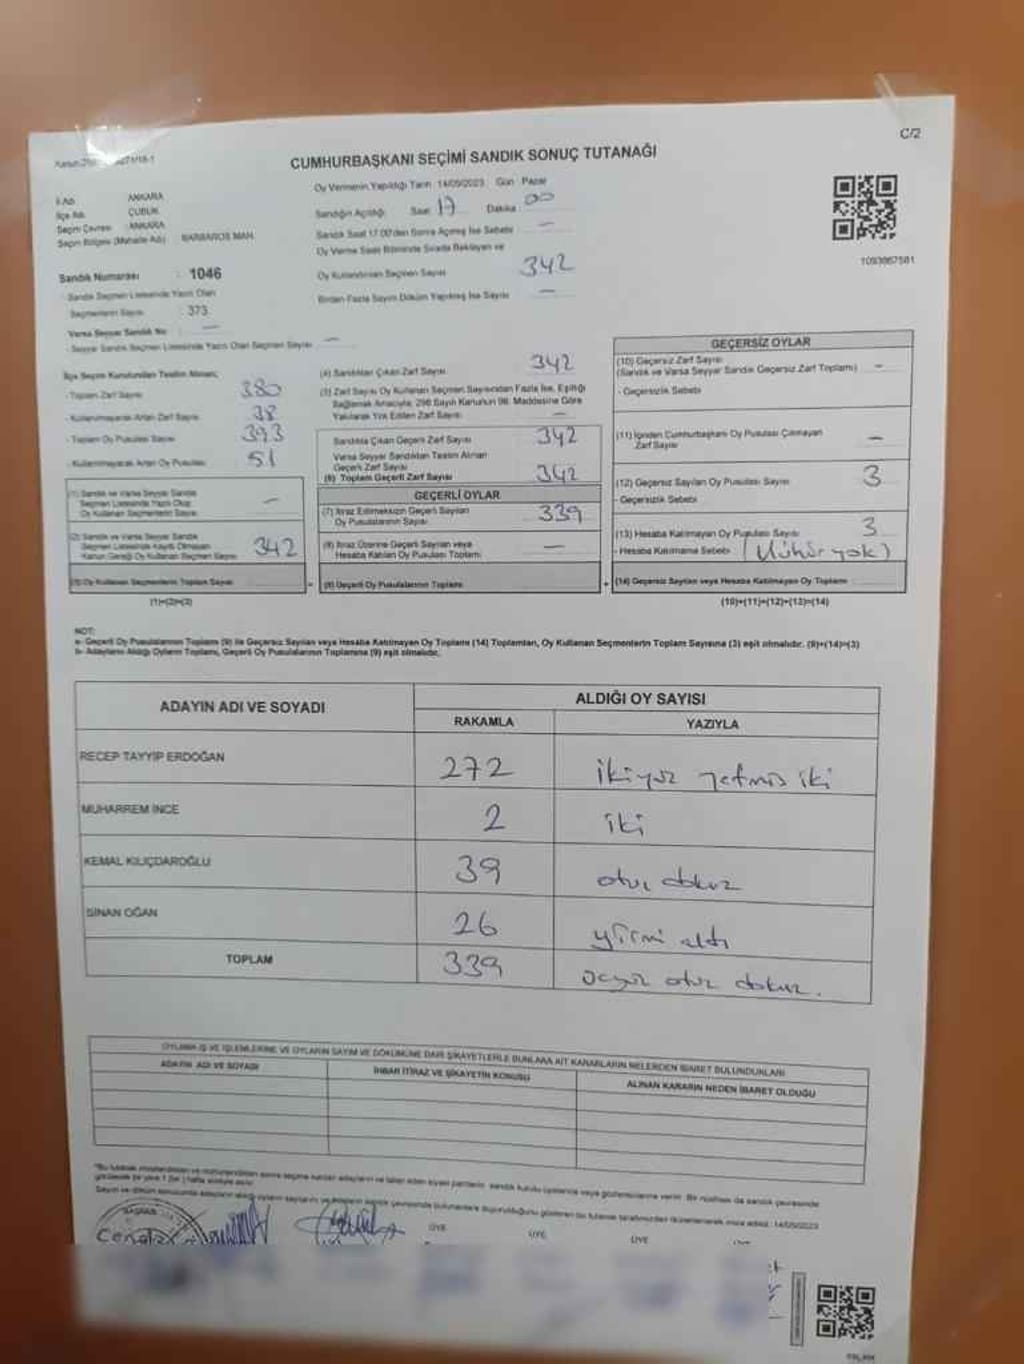 C/2
CUMHURBAŞKANI SEÇİMİ SANDIK SONUÇ TUTANAĞI
Oy Vermenin Yapıldığı Tarih 14/05/2023 Gün Pazar
İl Adı ANKARA
İlçe Adı ÇUBUK
Seçim Çevresi ANKARA
Seçim Bölgesi (Mahalle Adı) BARBAROS MAH.
Sandığın Açıldığı Saat 17 Dakika 00
Sandık Saat 17.00'den Sonra Açılmış İse Sebebi —
Oy Verme Saati Bitiminde Sırada Bekleyen ve
Oy Kullandırılan Seçmen Sayısı 342
Birden Fazla Sayım Döküm Yapılmış İse Sayısı —
1093867581
Sandık Numarası : 1046
- Sandık Seçmen Listesinde Yazılı Olan
Seçmenlerin Sayısı : 373
Varsa Seyyar Sandık No : —
- Seyyar Sandık Seçmen Listesinde Yazılı Olan Seçmen Sayısı —
İlçe Seçim Kurulundan Teslim Alınan;
- Toplam Zarf Sayısı 380
- Kullanılmayarak Artan Zarf Sayısı 38
- Toplam Oy Pusulası Sayısı 393
- Kullanılmayarak Artan Oy Pusulası 51
(1) Sandık ve Varsa Seyyar Sandık
Seçmen Listesinde Yazılı Olup
Oy Kullanan Seçmenlerin Sayısı —
(2) Sandık ve Varsa Seyyar Sandık
Seçmen Listesinde Kayıtlı Olmayan
Kanun Gereği Oy Kullanan Seçmen Sayısı 342
(3) Oy Kullanan Seçmenlerin Toplam Sayısı
(1)+(2)=(3)
(4) Sandıktan Çıkan Zarf Sayısı 342
(5) Zarf Sayısı Oy Kullanan Seçmen Sayısından Fazla İse, Eşitliği
Sağlamak Amacıyla, 298 Sayılı Kanunun 98. Maddesine Göre
Yakılarak Yok Edilen Zarf Sayısı —
Sandıkta Çıkan Geçerli Zarf Sayısı 342
Varsa Seyyar Sandıktan Teslim Alınan
Geçerli Zarf Sayısı
(6) Toplam Geçerli Zarf Sayısı 342
GEÇERLİ OYLAR
(7) İtiraz Edilmeksizin Geçerli Sayılan
Oy Pusulalarının Sayısı 339
(8) İtiraz Üzerine Geçerli Sayılan veya
Hesaba Katılan Oy Pusulası Toplamı —
(9) Geçerli Oy Pusulalarının Toplamı
GEÇERSİZ OYLAR
(10) Geçersiz Zarf Sayısı
(Sandık ve Varsa Seyyar Sandık Geçersiz Zarf Toplamı) —
- Geçersizlik Sebebi
(11) İçinden Cumhurbaşkanı Oy Pusulası Çıkmayan
Zarf Sayısı —
(12) Geçersiz Sayılan Oy Pusulası Sayısı 3
- Geçersizlik Sebebi
(13) Hesaba Katılmayan Oy Pusulası Sayısı 3
- Hesaba Katılmama Sebebi (Mühür yok)
(14) Geçersiz Sayılan veya Hesaba Katılmayan Oy Toplamı
(10)+(11)+(12)+(13)=(14)
NOT:
a- Geçerli Oy Pusulalarının Toplamı (9) ile Geçersiz Sayılan veya Hesaba Katılmayan Oy Toplamı (14) Toplamları, Oy Kullanan Seçmenlerin Toplam Sayısına (3) eşit olmalıdır. (9)+(14)=(3)
b- Adayların Aldığı Oyların Toplamı, Geçerli Oy Pusulalarının Toplamına (9) eşit olmalıdır.
ADAYIN ADI VE SOYADI ALDIĞI OY SAYISI
RAKAMLA YAZIYLA
RECEP TAYYİP ERDOĞAN 272 ikiyüz yetmiş iki
MUHARREM İNCE 2 iki
KEMAL KILIÇDAROĞLU 39 otuz dokuz
SİNAN OĞAN 26 yirmi altı
TOPLAM 339 üçyüz otuz dokuz.
OYLAMA İŞ VE İŞLEMLERİNE VE OYLARIN SAYIM VE DÖKÜMÜNE DAİR ŞİKAYETLERLE BUNLARA AİT KARARLARIN NELERDEN İBARET BULUNDUKLARI
ADAYIN ADI VE SOYADI İHBAR İTİRAZ VE ŞİKAYETİN KONUSU ALINAN KARARIN NEDEN İBARET OLDUĞU
BAŞKAN
ÜYE ÜYE ÜYE